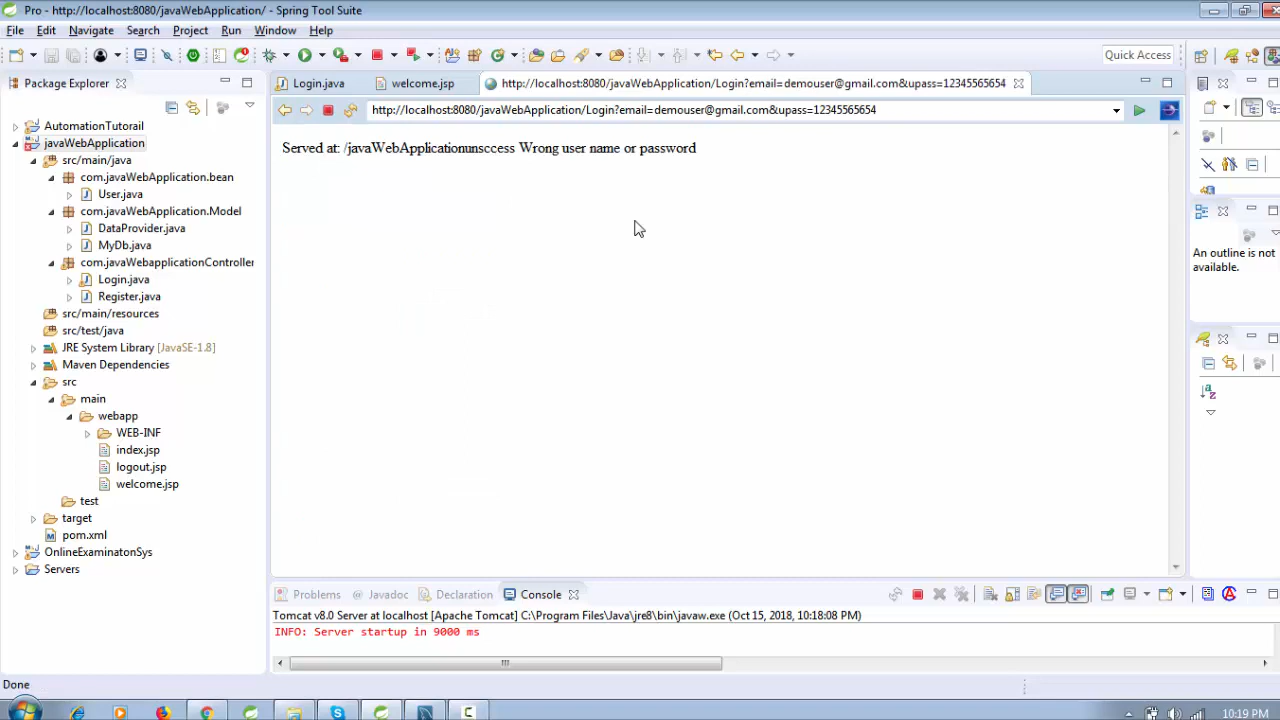 Pro - http://localhost:8080/javaWebApplication/ - Spring Tool Suite
File Edit Navigate Search Project Run Window Help
Quick Access
Package Explorer
Login.java
welcome.jsp
http://localhost:8080/javaWebApplication/Login?email=demouser@gmail.com&upass=12345565654
http://localhost:8080/javaWebApplication/Login?email=demouser@gmail.com&upass=12345565654
Served at: /javaWebApplicationunsccess Wrong user name or password
AutomationTutorail
javaWebApplication
src/main/java
com.javaWebApplication.bean
User.java
com.javaWebApplication.Model
DataProvider.java
MyDb.java
com.javaWebapplicationController
Login.java
Register.java
src/main/resources
src/test/java
JRE System Library [JavaSE-1.8]
Maven Dependencies
src
main
webapp
WEB-INF
index.jsp
logout.jsp
welcome.jsp
test
target
pom.xml
OnlineExaminatonSys
Servers
An outline is not
available.
Problems
Javadoc
Declaration
Console
Tomcat v8.0 Server at localhost [Apache Tomcat] C:\Program Files\Java\jre8\bin\javaw.exe (Oct 15, 2018, 10:18:08 PM)
INFO: Server startup in 9000 ms
Done
10:19 PM